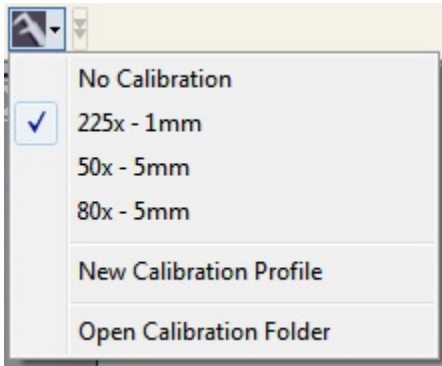 No Calibration
225x - 1mm
50x - 5mm
80x - 5mm
New Calibration Profile
Open Calibration Folder